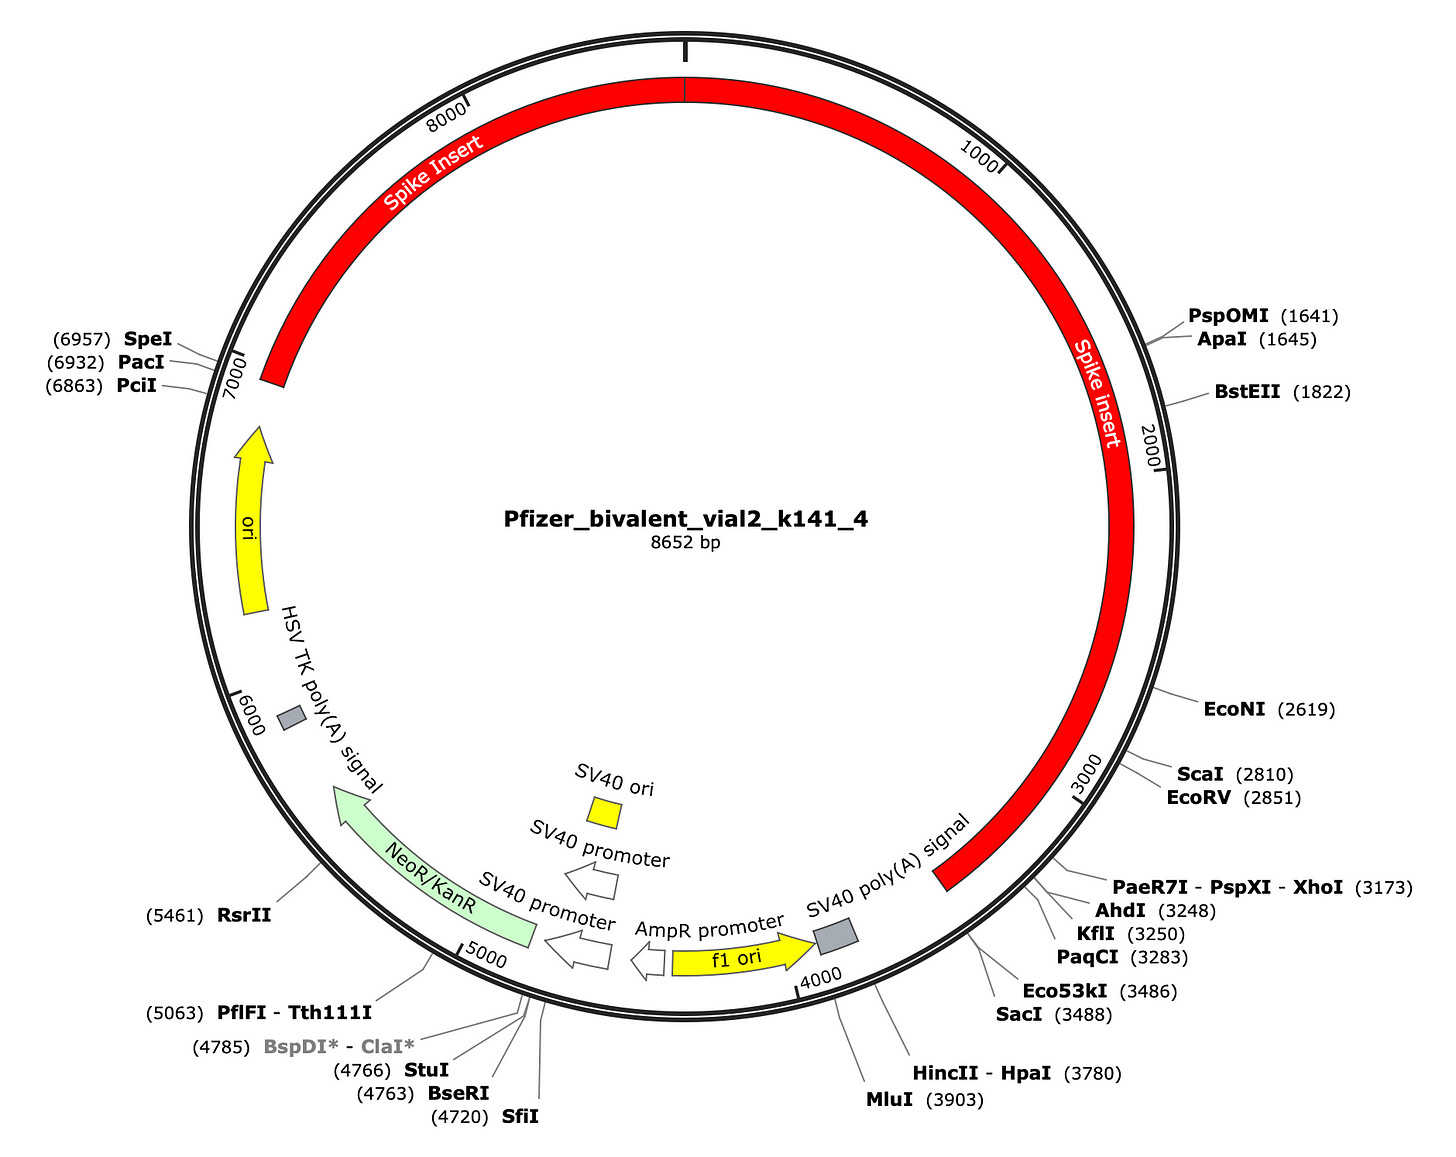 8000
1000
Spike Insert
PspOMI (1641)
ApaI (1645)
(6957) SpeI
(6932) PacI
(6863) PciI
7000
Spike insert
BstEII (1822)
2000
Pfizer_bivalent_vial2_k141_4
8652 bp
ori
HSV TK poly(A) signal
6000
EcoNI (2619)
ScaI (2810)
EcoRV (2851)
3000
SV40 ori
SV40 promoter
SV40 promoter
NeoR/KanR
AmpR promoter
f1 ori
SV40 poly(A) signal
PaeR7I - PspXI - XhoI (3173)
AhdI (3248)
KflI (3250)
PaqCI (3283)
(5461) RsrII
5000
4000
Eco53kI (3486)
SacI (3488)
(5063) PflFI - Tth111I
(4785) BspDI* - ClaI*
(4766) StuI
(4763) BseRI
(4720) SfiI
HincII - HpaI (3780)
MluI (3903)